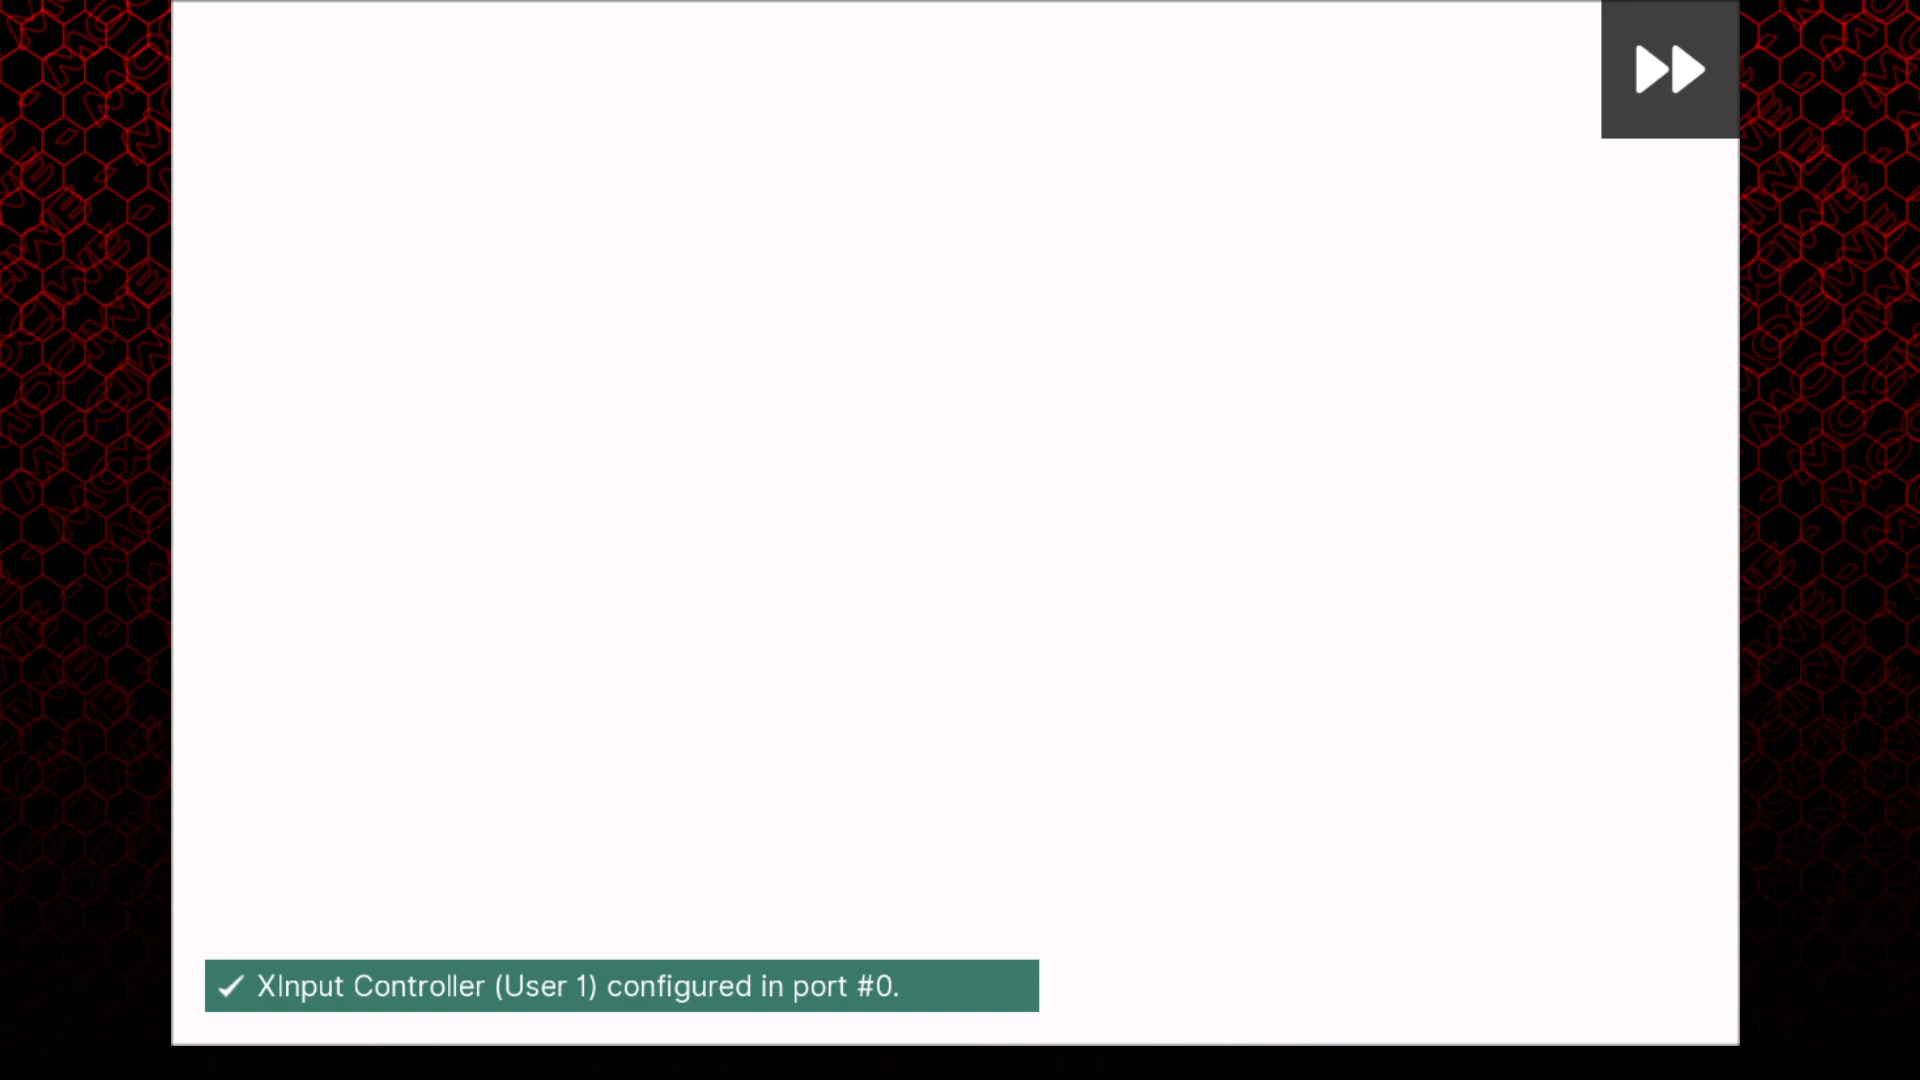 XInput Controller (User 1) configured in port #0.